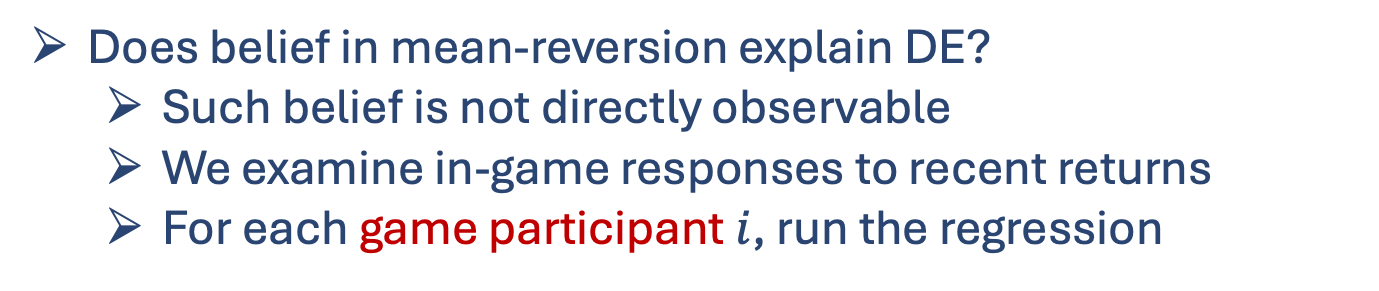 ➢ Does belief in mean-reversion explain DE?
➢ Such belief is not directly observable
➢ We examine in-game responses to recent returns
➢ For each game participant i, run the regression